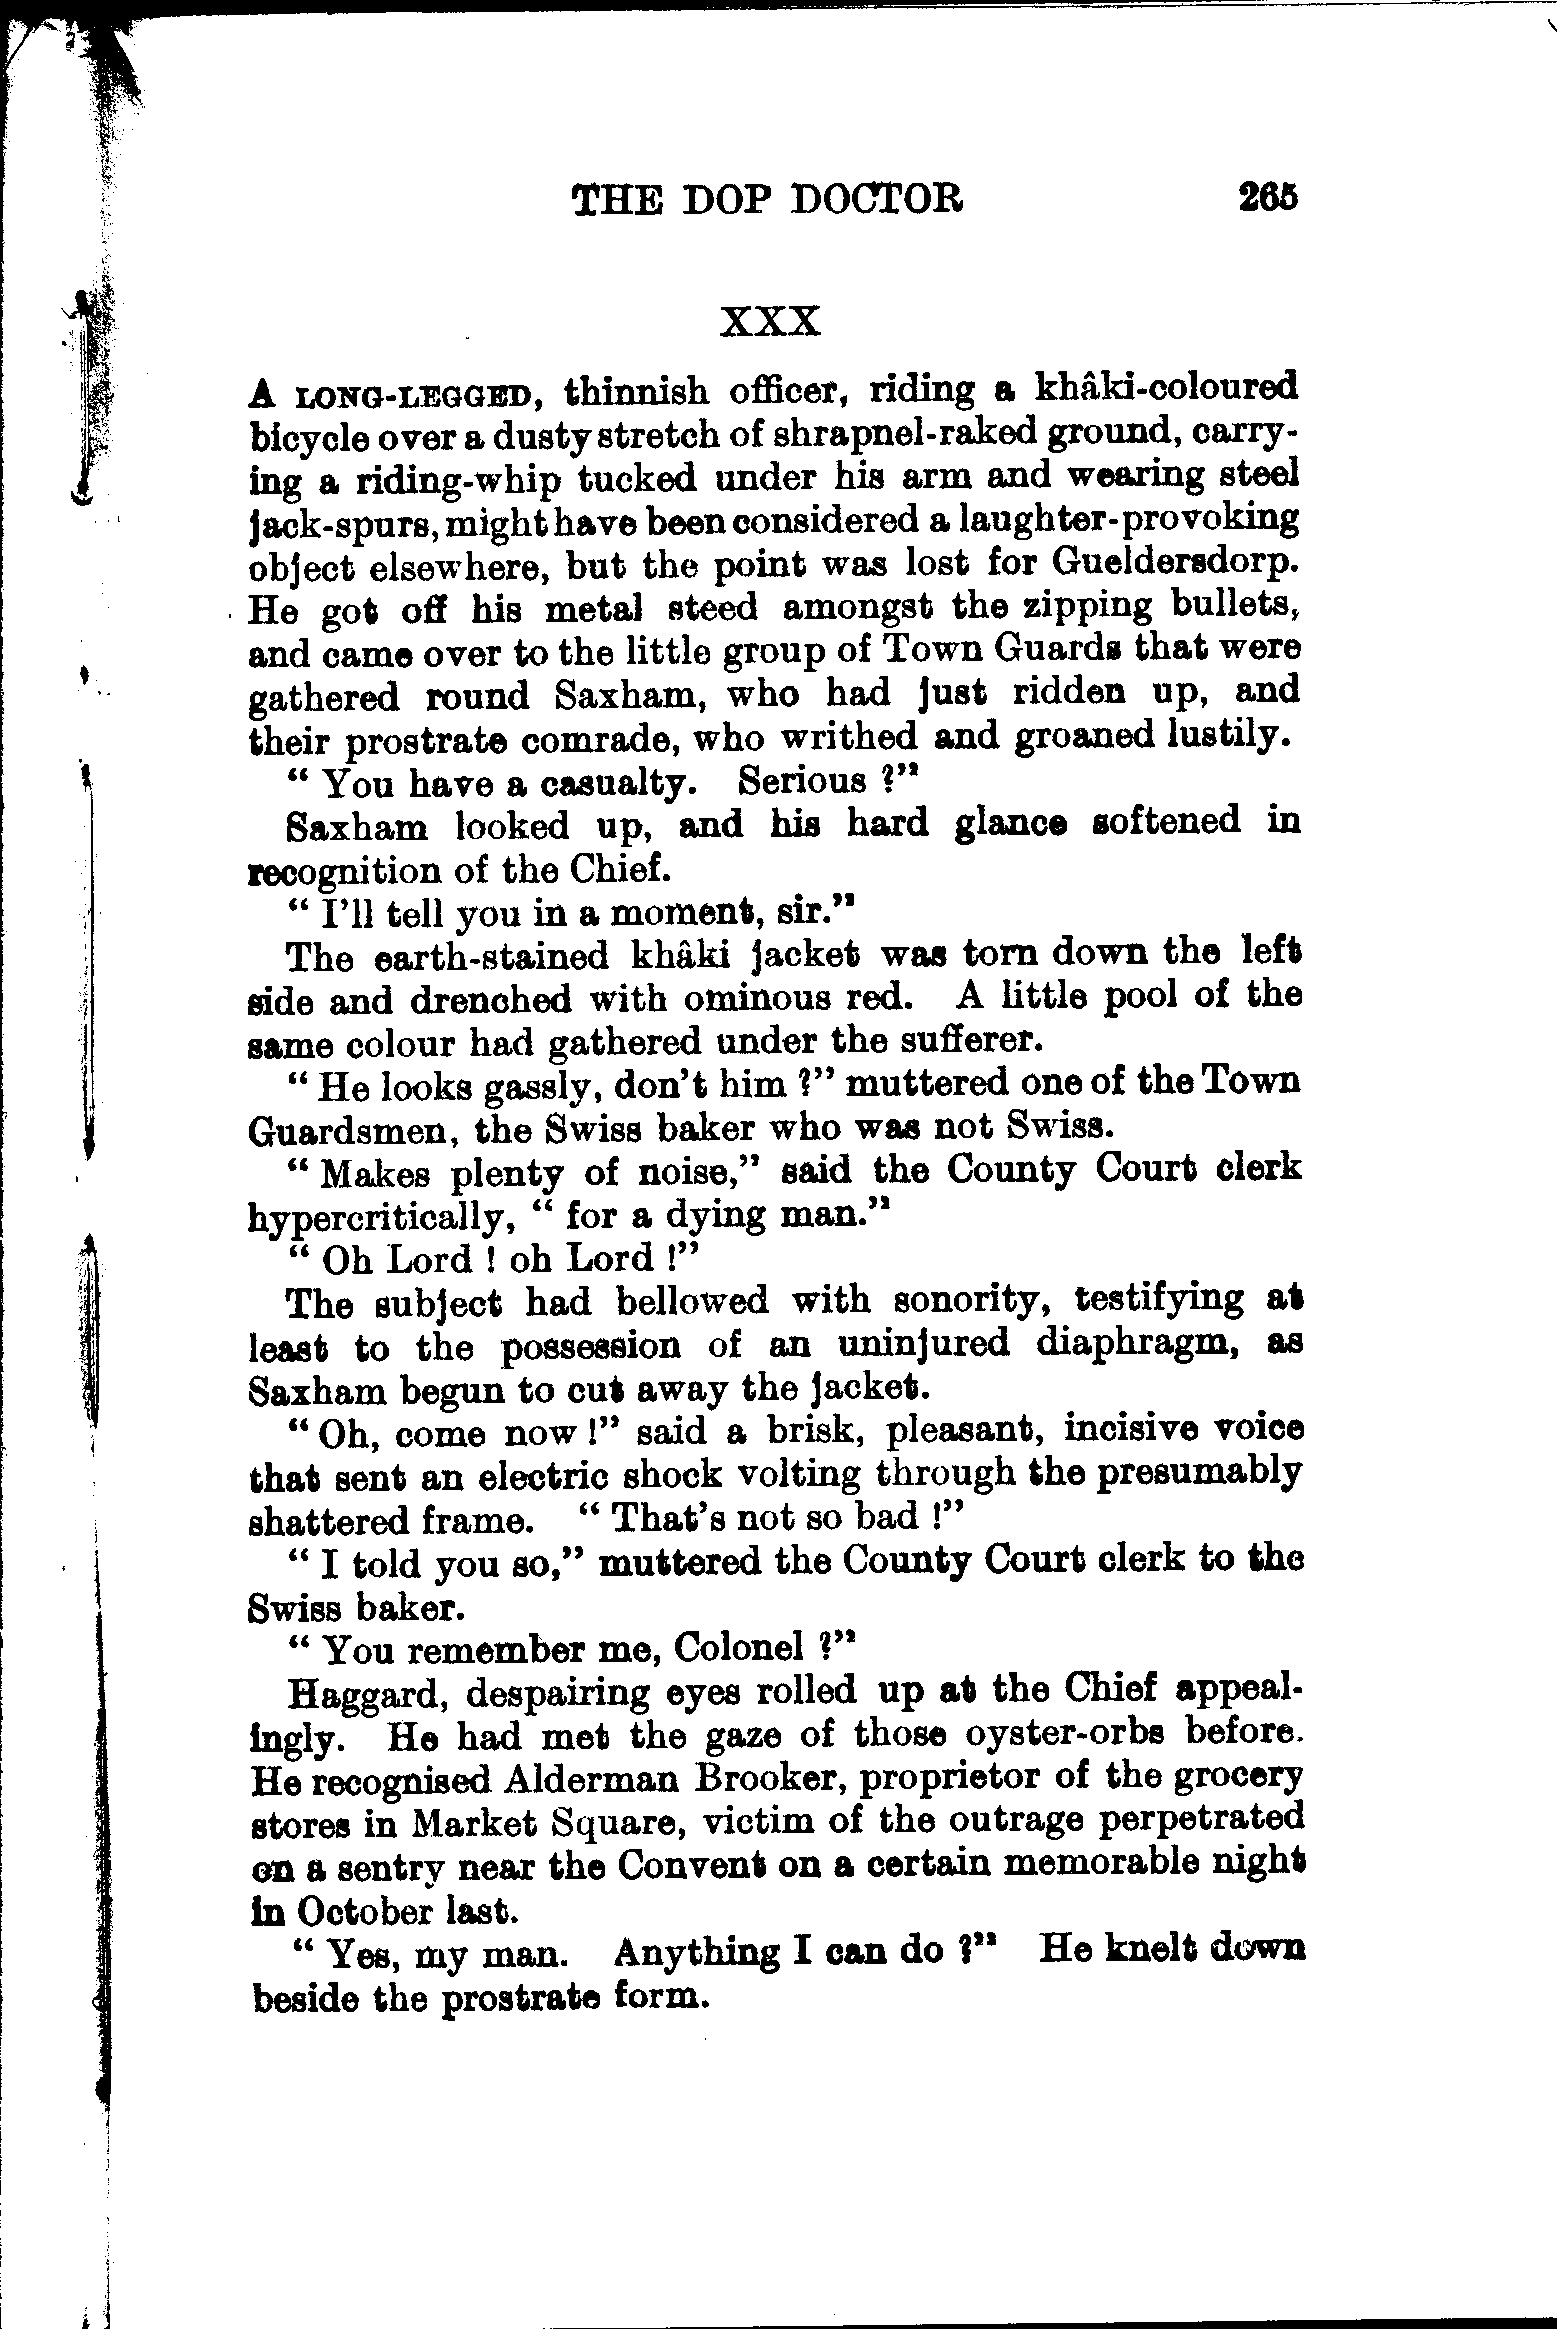 THE DOP DOCTOR 265
XXX
A LONG-LEGGED, thinnish officer, riding a khâki-coloured
bicycle over a dusty stretch of shrapnel-raked ground, carry-
ing a riding-whip tucked under his arm and wearing steel
jack-spurs, might have been considered a laughter-provoking
object elsewhere, but the point was lost for Gueldersdorp.
He got off his metal steed amongst the zipping bullets,
and came over to the little group of Town Guards that were
gathered round Saxham, who had just ridden up, and
their prostrate comrade, who writhed and groaned lustily.
" You have a casualty. Serious ?"
Saxham looked up, and his hard glance softened in
recognition of the Chief.
" I'll tell you in a moment, sir."
The earth-stained khâki jacket was torn down the left
side and drenched with ominous red. A little pool of the
same colour had gathered under the sufferer.
" He looks gassly, don't him ?" muttered one of the Town
Guardsmen, the Swiss baker who was not Swiss.
" Makes plenty of noise," said the County Court clerk
hypercritically, " for a dying man."
" Oh Lord ! oh Lord !"
The subject had bellowed with sonority, testifying at
least to the possession of an uninjured diaphragm, as
Saxham begun to cut away the jacket.
" Oh, come now !" said a brisk, pleasant, incisive voice
that sent an electric shock volting through the presumably
shattered frame. " That's not so bad !"
" I told you so," muttered the County Court clerk to the
Swiss baker.
" You remember me, Colonel ?"
Haggard, despairing eyes rolled up at the Chief appeal-
ingly. He had met the gaze of those oyster-orbs before.
He recognised Alderman Brooker, proprietor of the grocery
stores in Market Square, victim of the outrage perpetrated
on a sentry near the Convent on a certain memorable night
in October last.
" Yes, my man. Anything I can do ?" He knelt down
beside the prostrate form.